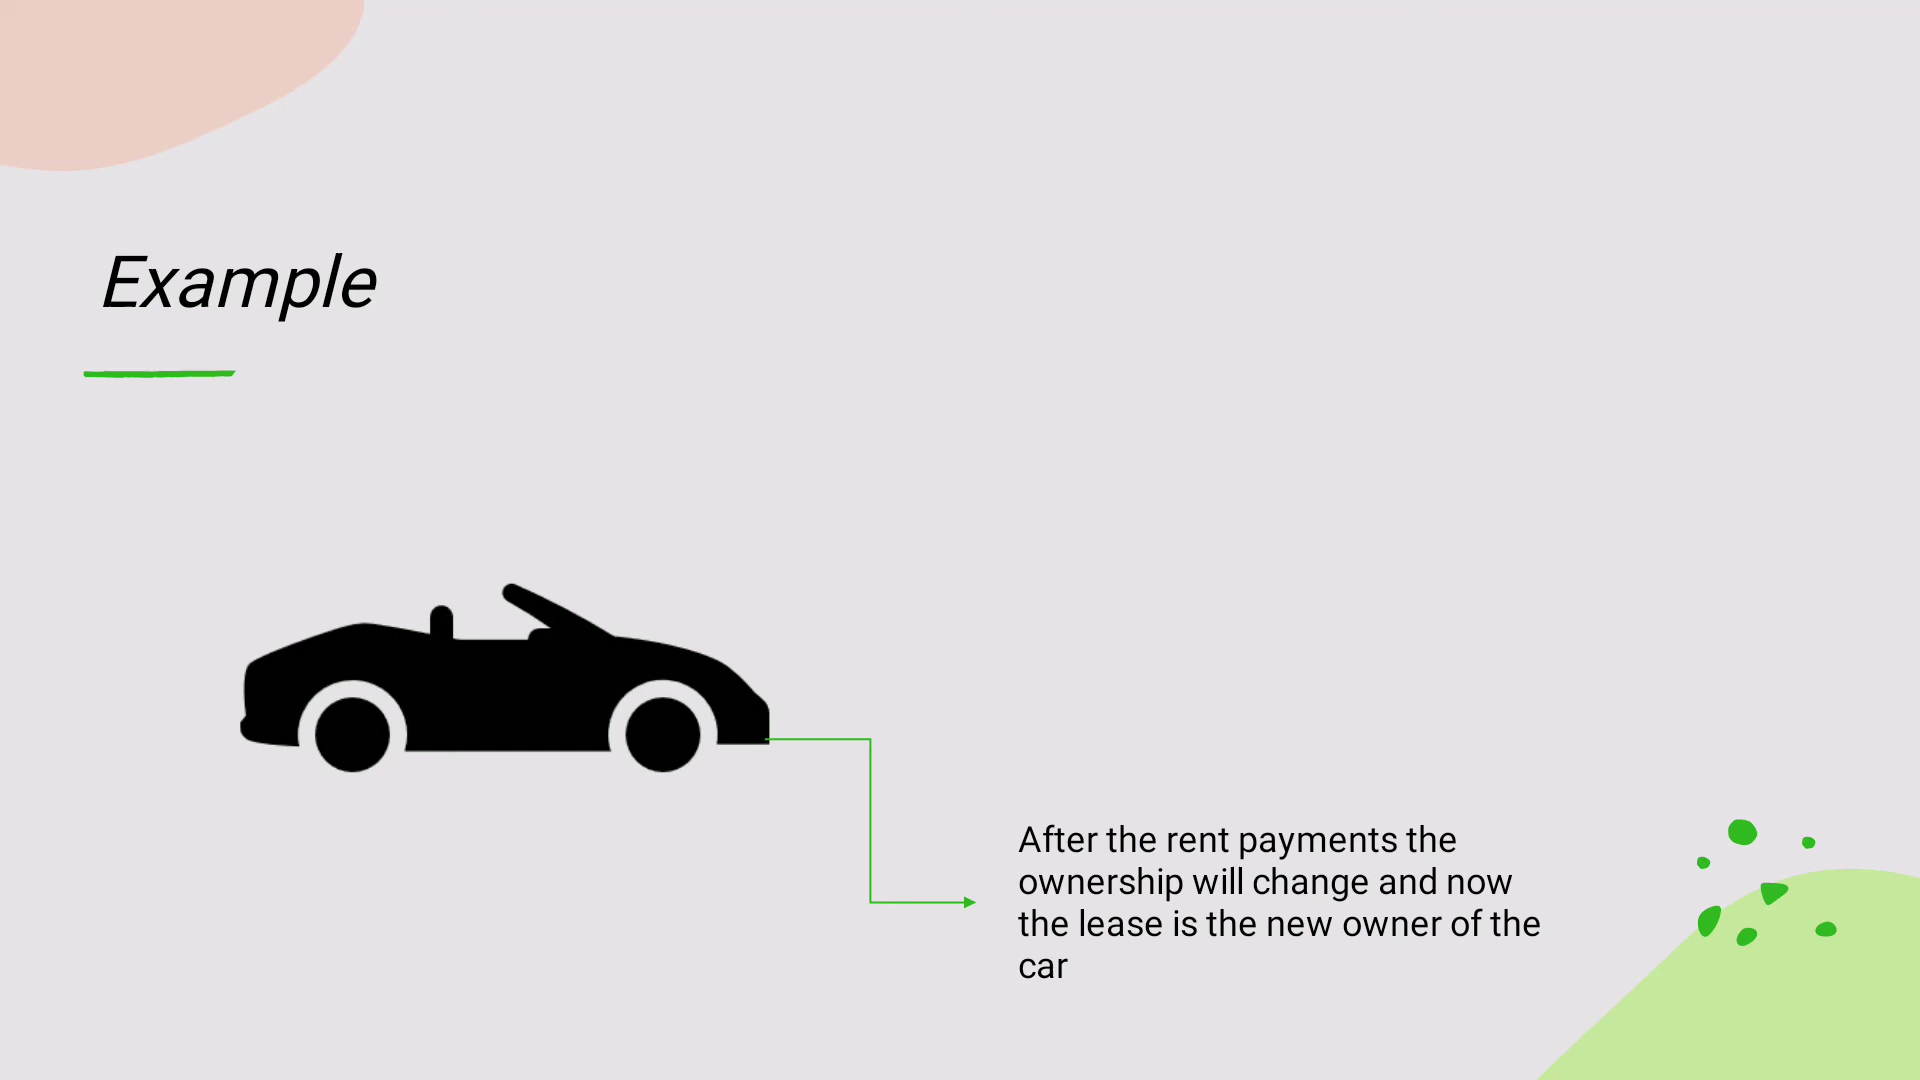 Example
After the rent payments the
ownership will change and now
the lease is the new owner of the
car